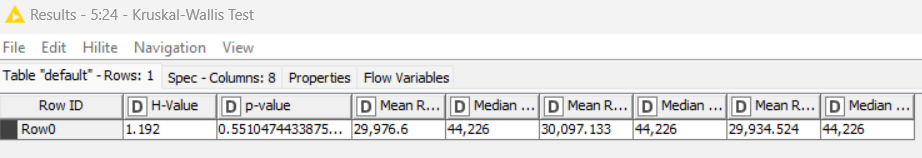 Results - 5:24 - Kruskal-Wallis Test
File Edit Hilite Navigation View
Table "default" - Rows: 1 Spec - Columns: 8 Properties Flow Variables
Row ID D H-Value D p-value D Mean R... D Median ... D Mean R... D Median ... D Mean R... D Median ...
Row0 1.192 0.5510474433875... 29,976.6 44,226 30,097.133 44,226 29,934.524 44,226